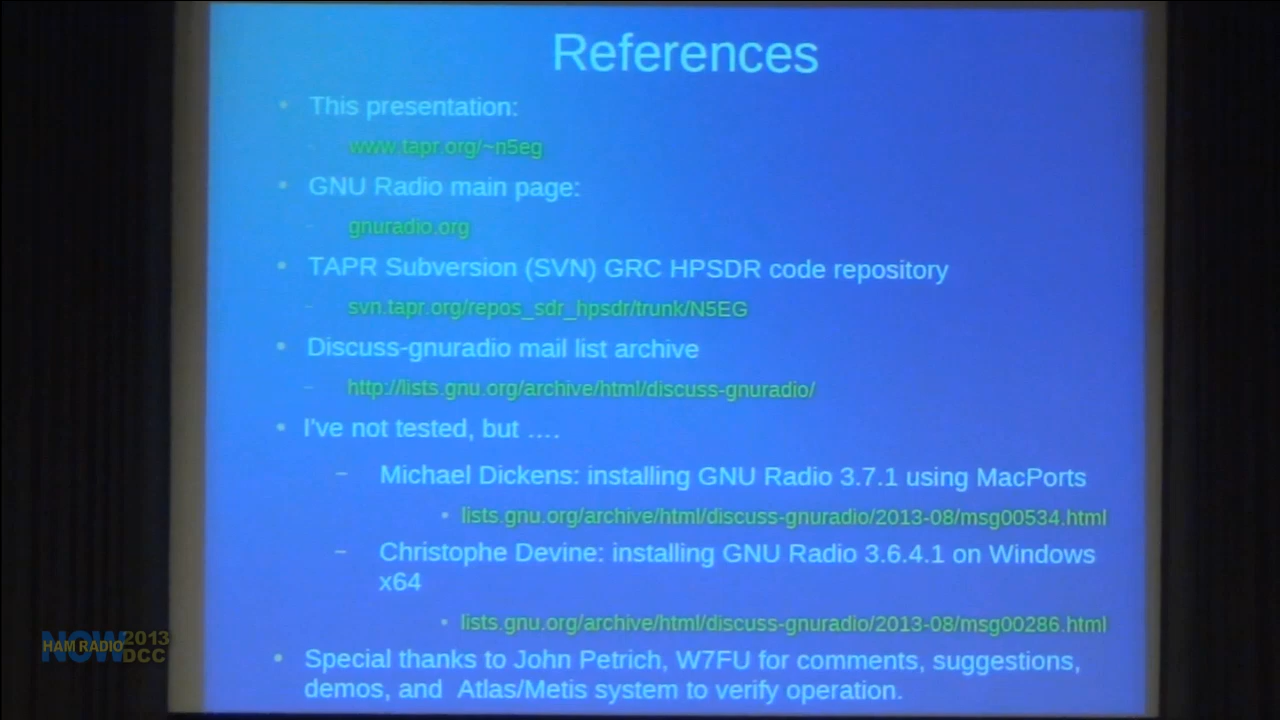 References
• This presentation:
– www.tapr.org/~n5eg
• GNU Radio main page:
– gnuradio.org
• TAPR Subversion (SVN) GRC HPSDR code repository
– svn.tapr.org/repos_sdr_hpsdr/trunk/N5EG
• Discuss-gnuradio mail list archive
– http://lists.gnu.org/archive/html/discuss-gnuradio/
• I've not tested, but ....
– Michael Dickens: installing GNU Radio 3.7.1 using MacPorts
• lists.gnu.org/archive/html/discuss-gnuradio/2013-08/msg00534.html
– Christophe Devine: installing GNU Radio 3.6.4.1 on Windows
x64
• lists.gnu.org/archive/html/discuss-gnuradio/2013-08/msg00286.html
• Special thanks to John Petrich, W7FU for comments, suggestions,
demos, and Atlas/Metis system to verify operation.
NOW
HAM RADIO
2013
DCC